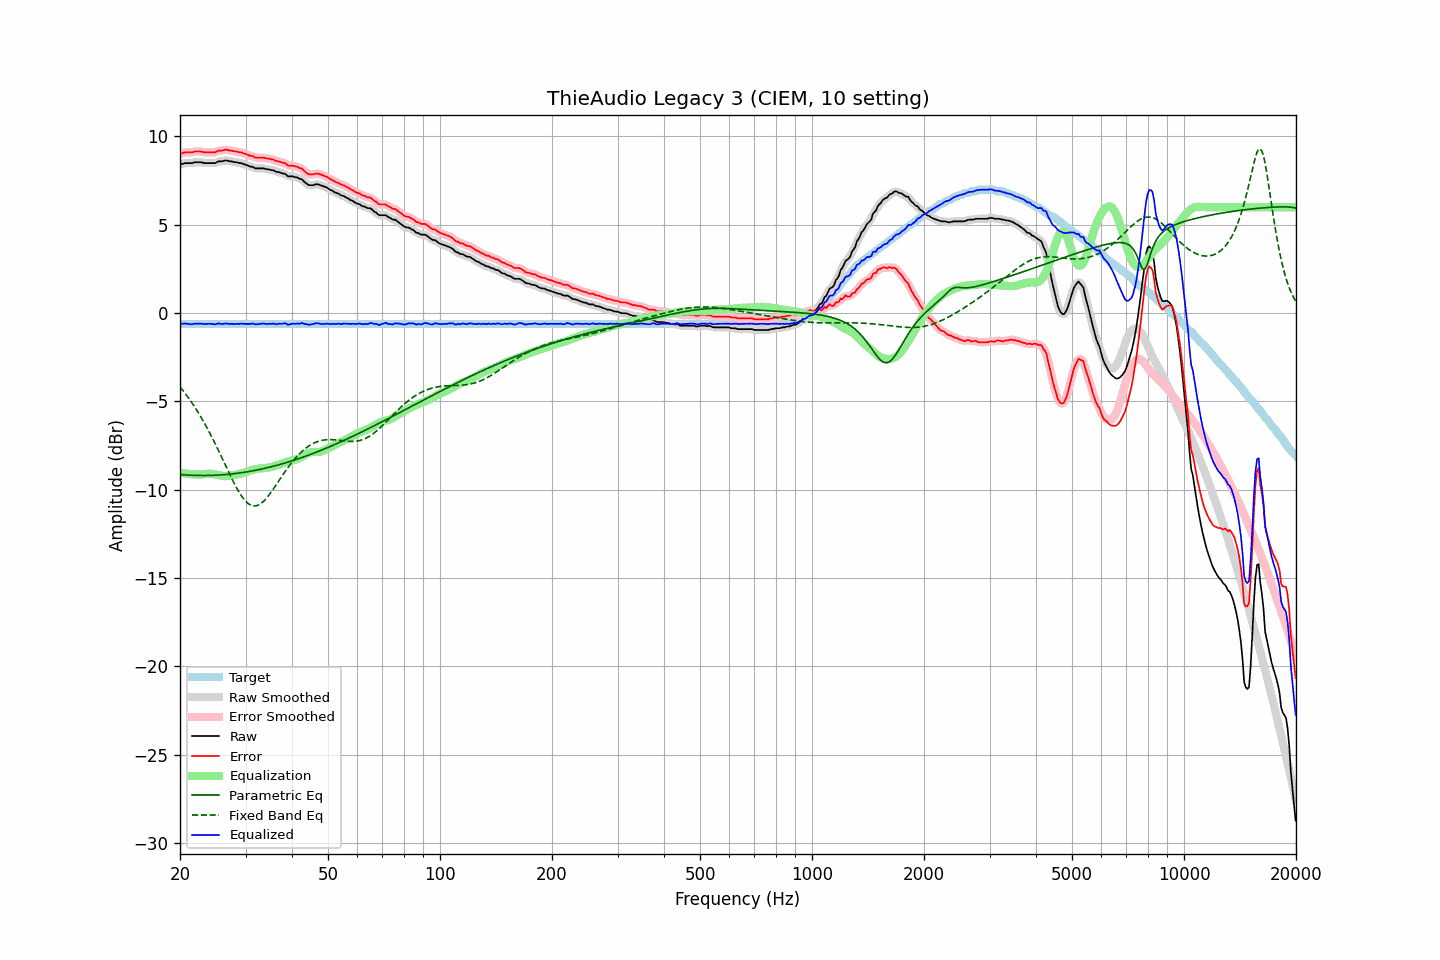 ThieAudio Legacy 3 (CIEM, 10 setting)
Amplitude (dBr)
10
5
0
−5
−10
−15
−20
−25
−30
Target
Raw Smoothed
Error Smoothed
Raw
Error
Equalization
Parametric Eq
Fixed Band Eq
Equalized
20 50 100 200 500 1000 2000 5000 10000 20000
Frequency (Hz)